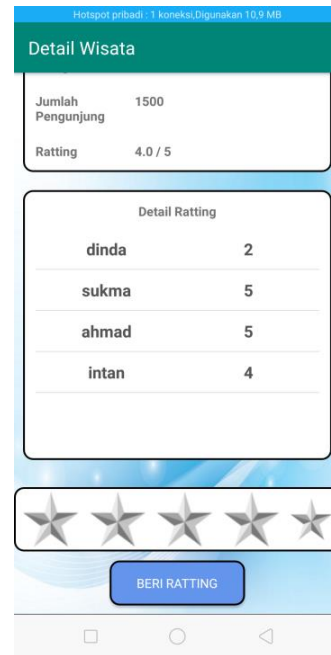 Hotspot pribadi : 1 koneksi,Digunakan 10,9 MB
Detail Wisata
Jumlah Pengunjung 1500
Ratting 4.0 / 5
Detail Ratting
dinda 2
sukma 5
ahmad 5
intan 4
BERI RATTING